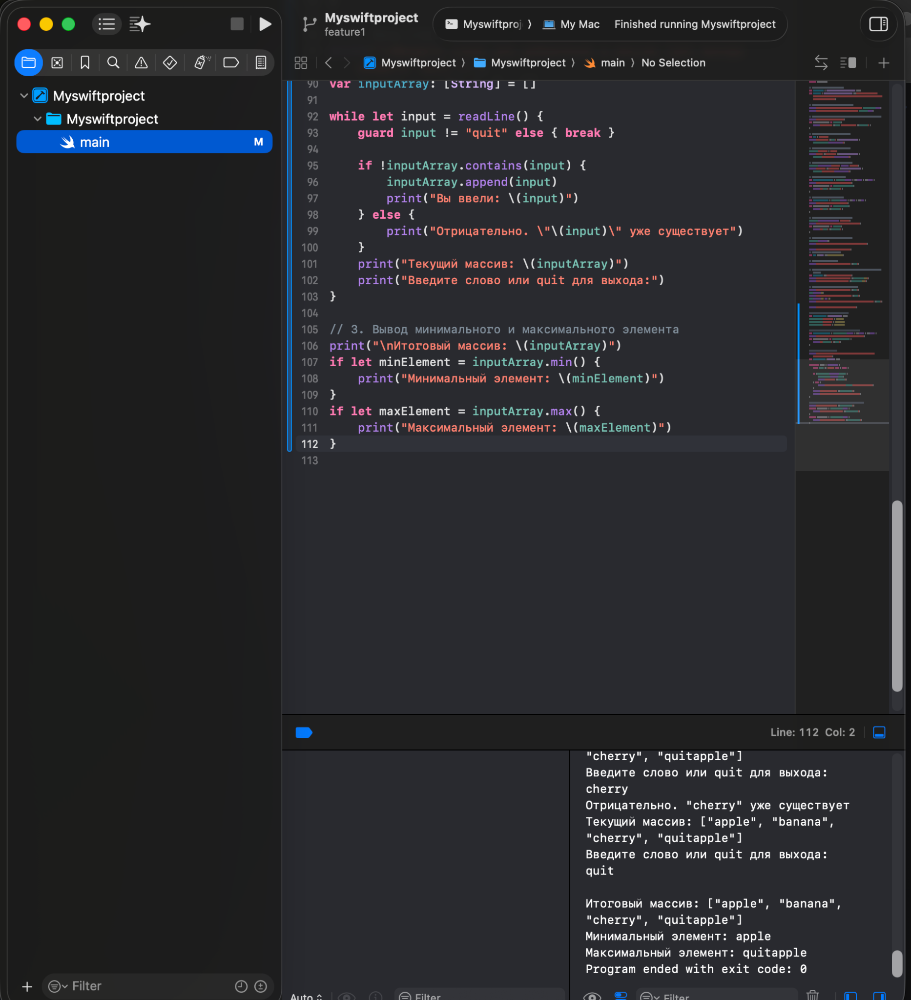 Myswiftproject
feature1
Myswiftproj
My Mac
Finished running Myswiftproject
Myswiftproject
Myswiftproject
main
No Selection
Myswiftproject
Myswiftproject
main
M
90 var inputArray: [String] = []
91
92 while let input = readLine() {
93 guard input != "quit" else { break }
94
95 if !inputArray.contains(input) {
96 inputArray.append(input)
97 print("Вы ввели: \(input)")
98 } else {
99 print("Отрицательно. \"\(input)\" уже существует")
100 }
101 print("Текущий массив: \(inputArray)")
102 print("Введите слово или quit для выхода:")
103 }
104
105 // 3. Вывод минимального и максимального элемента
106 print("\nИтоговый массив: \(inputArray)")
107 if let minElement = inputArray.min() {
108 print("Минимальный элемент: \(minElement)")
109 }
110 if let maxElement = inputArray.max() {
111 print("Максимальный элемент: \(maxElement)")
112 }
113
Line: 112 Col: 2
"cherry", "quitapple"]
Введите слово или quit для выхода:
cherry
Отрицательно. "cherry" уже существует
Текущий массив: ["apple", "banana",
"cherry", "quitapple"]
Введите слово или quit для выхода:
quit
Итоговый массив: ["apple", "banana",
"cherry", "quitapple"]
Минимальный элемент: apple
Максимальный элемент: quitapple
Program ended with exit code: 0
Filter
Auto
Filter
Filter